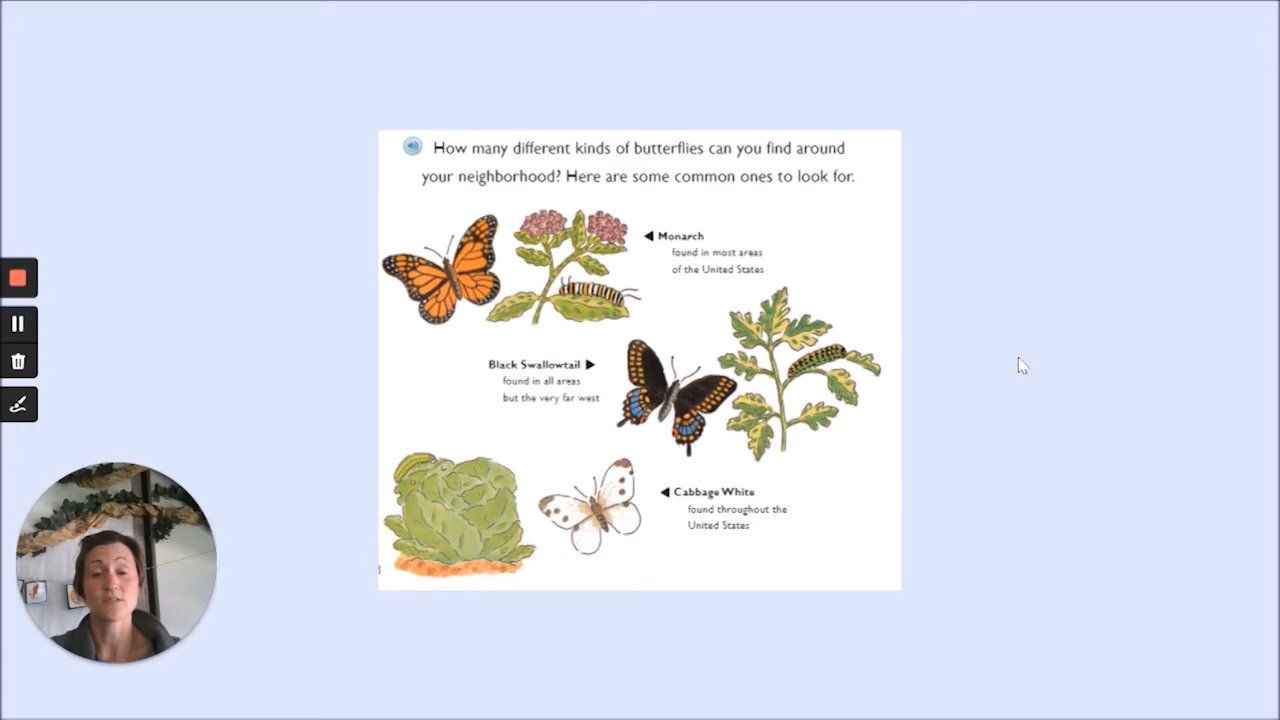 How many different kinds of butterflies can you find around
your neighborhood? Here are some common ones to look for.
Monarch
found in most areas
of the United States
Black Swallowtail
found in all areas
but the very far west
Cabbage White
found throughout the
United States